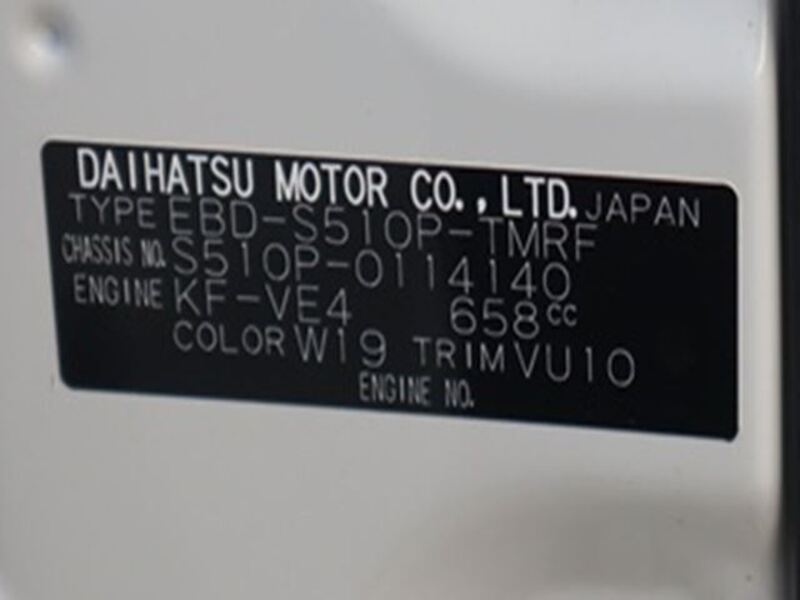 DAIHATSU MOTOR CO., LTD. JAPAN
TYPE EBD-S510P-TMRF
CHASSIS NO. S510P-0114140
ENGINE KF-VE4 658cc
COLOR W19 TRIM VU10
ENGINE NO.